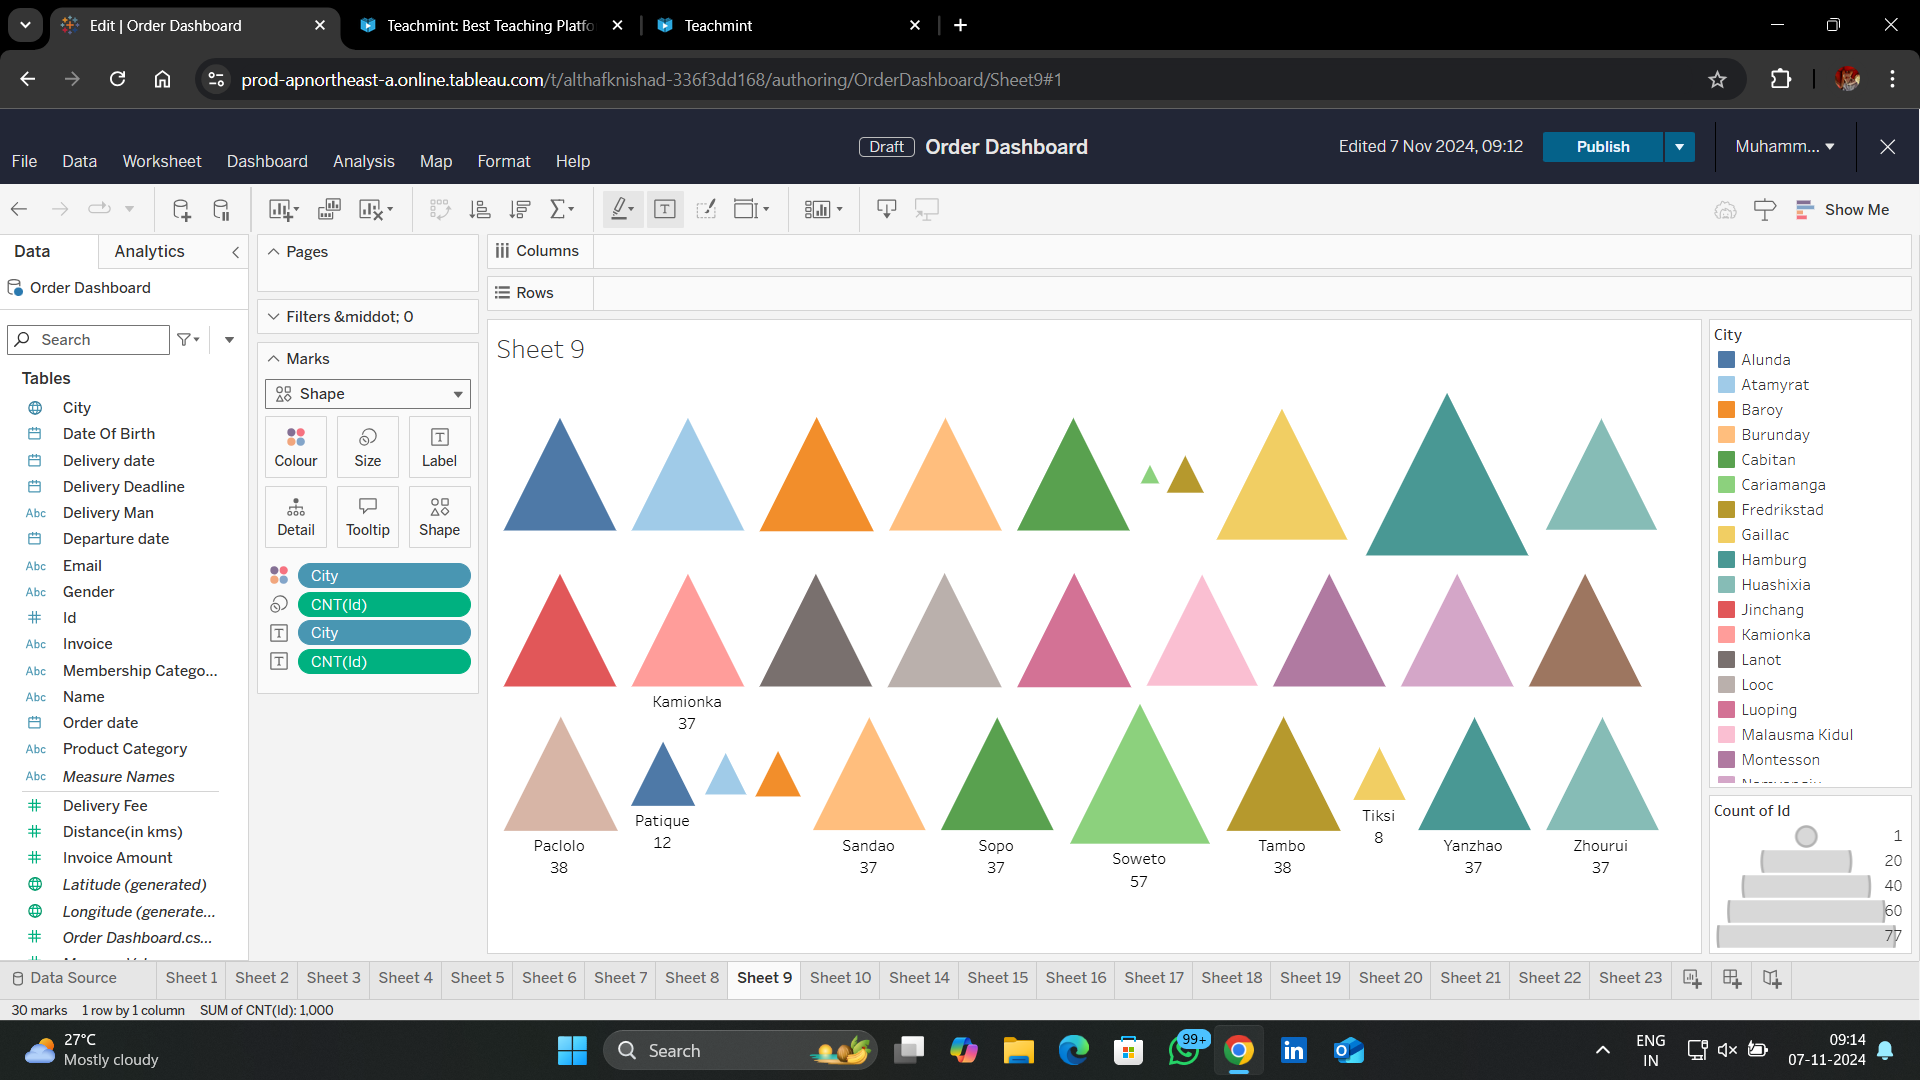 Edit | Order Dashboard
Teachmint: Best Teaching Platfo
Teachmint
prod-apnortheast-a.online.tableau.com/t/althafknishad-336f3dd168/authoring/OrderDashboard/Sheet9#1
Draft Order Dashboard
Edited 7 Nov 2024, 09:12
Publish
Muhamm...
File Data Worksheet Dashboard Analysis Map Format Help
Show Me
Data Analytics
Order Dashboard
Search
Tables
City
Date Of Birth
Delivery date
Delivery Deadline
Abc Delivery Man
Departure date
Abc Email
Abc Gender
Id
Abc Invoice
Abc Membership Catego...
Abc Name
Order date
Abc Product Category
Abc Measure Names
Delivery Fee
Distance(in kms)
Invoice Amount
Latitude (generated)
Longitude (generate...
Order Dashboard.cs...
Pages
Filters &middot; 0
Marks
Shape
Colour Size Label
Detail Tooltip Shape
City
CNT(Id)
City
CNT(Id)
Columns
Rows
Sheet 9
Kamionka
37
Paclolo
38
Patique
12
Sandao
37
Sopo
37
Soweto
57
Tambo
38
Tiksi
8
Yanzhao
37
Zhourui
37
City
Alunda
Atamyrat
Baroy
Burunday
Cabitan
Cariamanga
Fredrikstad
Gaillac
Hamburg
Huashixia
Jinchang
Kamionka
Lanot
Looc
Luoping
Malausma Kidul
Montesson
Count of Id
1
20
40
60
77
Data Source Sheet 1 Sheet 2 Sheet 3 Sheet 4 Sheet 5 Sheet 6 Sheet 7 Sheet 8 Sheet 9 Sheet 10 Sheet 14 Sheet 15 Sheet 16 Sheet 17 Sheet 18 Sheet 19 Sheet 20 Sheet 21 Sheet 22 Sheet 23
30 marks 1 row by 1 column SUM of CNT(Id): 1,000
27°C
Mostly cloudy
Search
99+
ENG
IN
09:14
07-11-2024